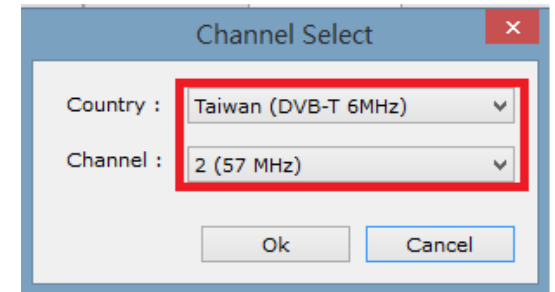 Channel Select
Country : Taiwan (DVB-T 6MHz)
Channel : 2 (57 MHz)
Ok Cancel